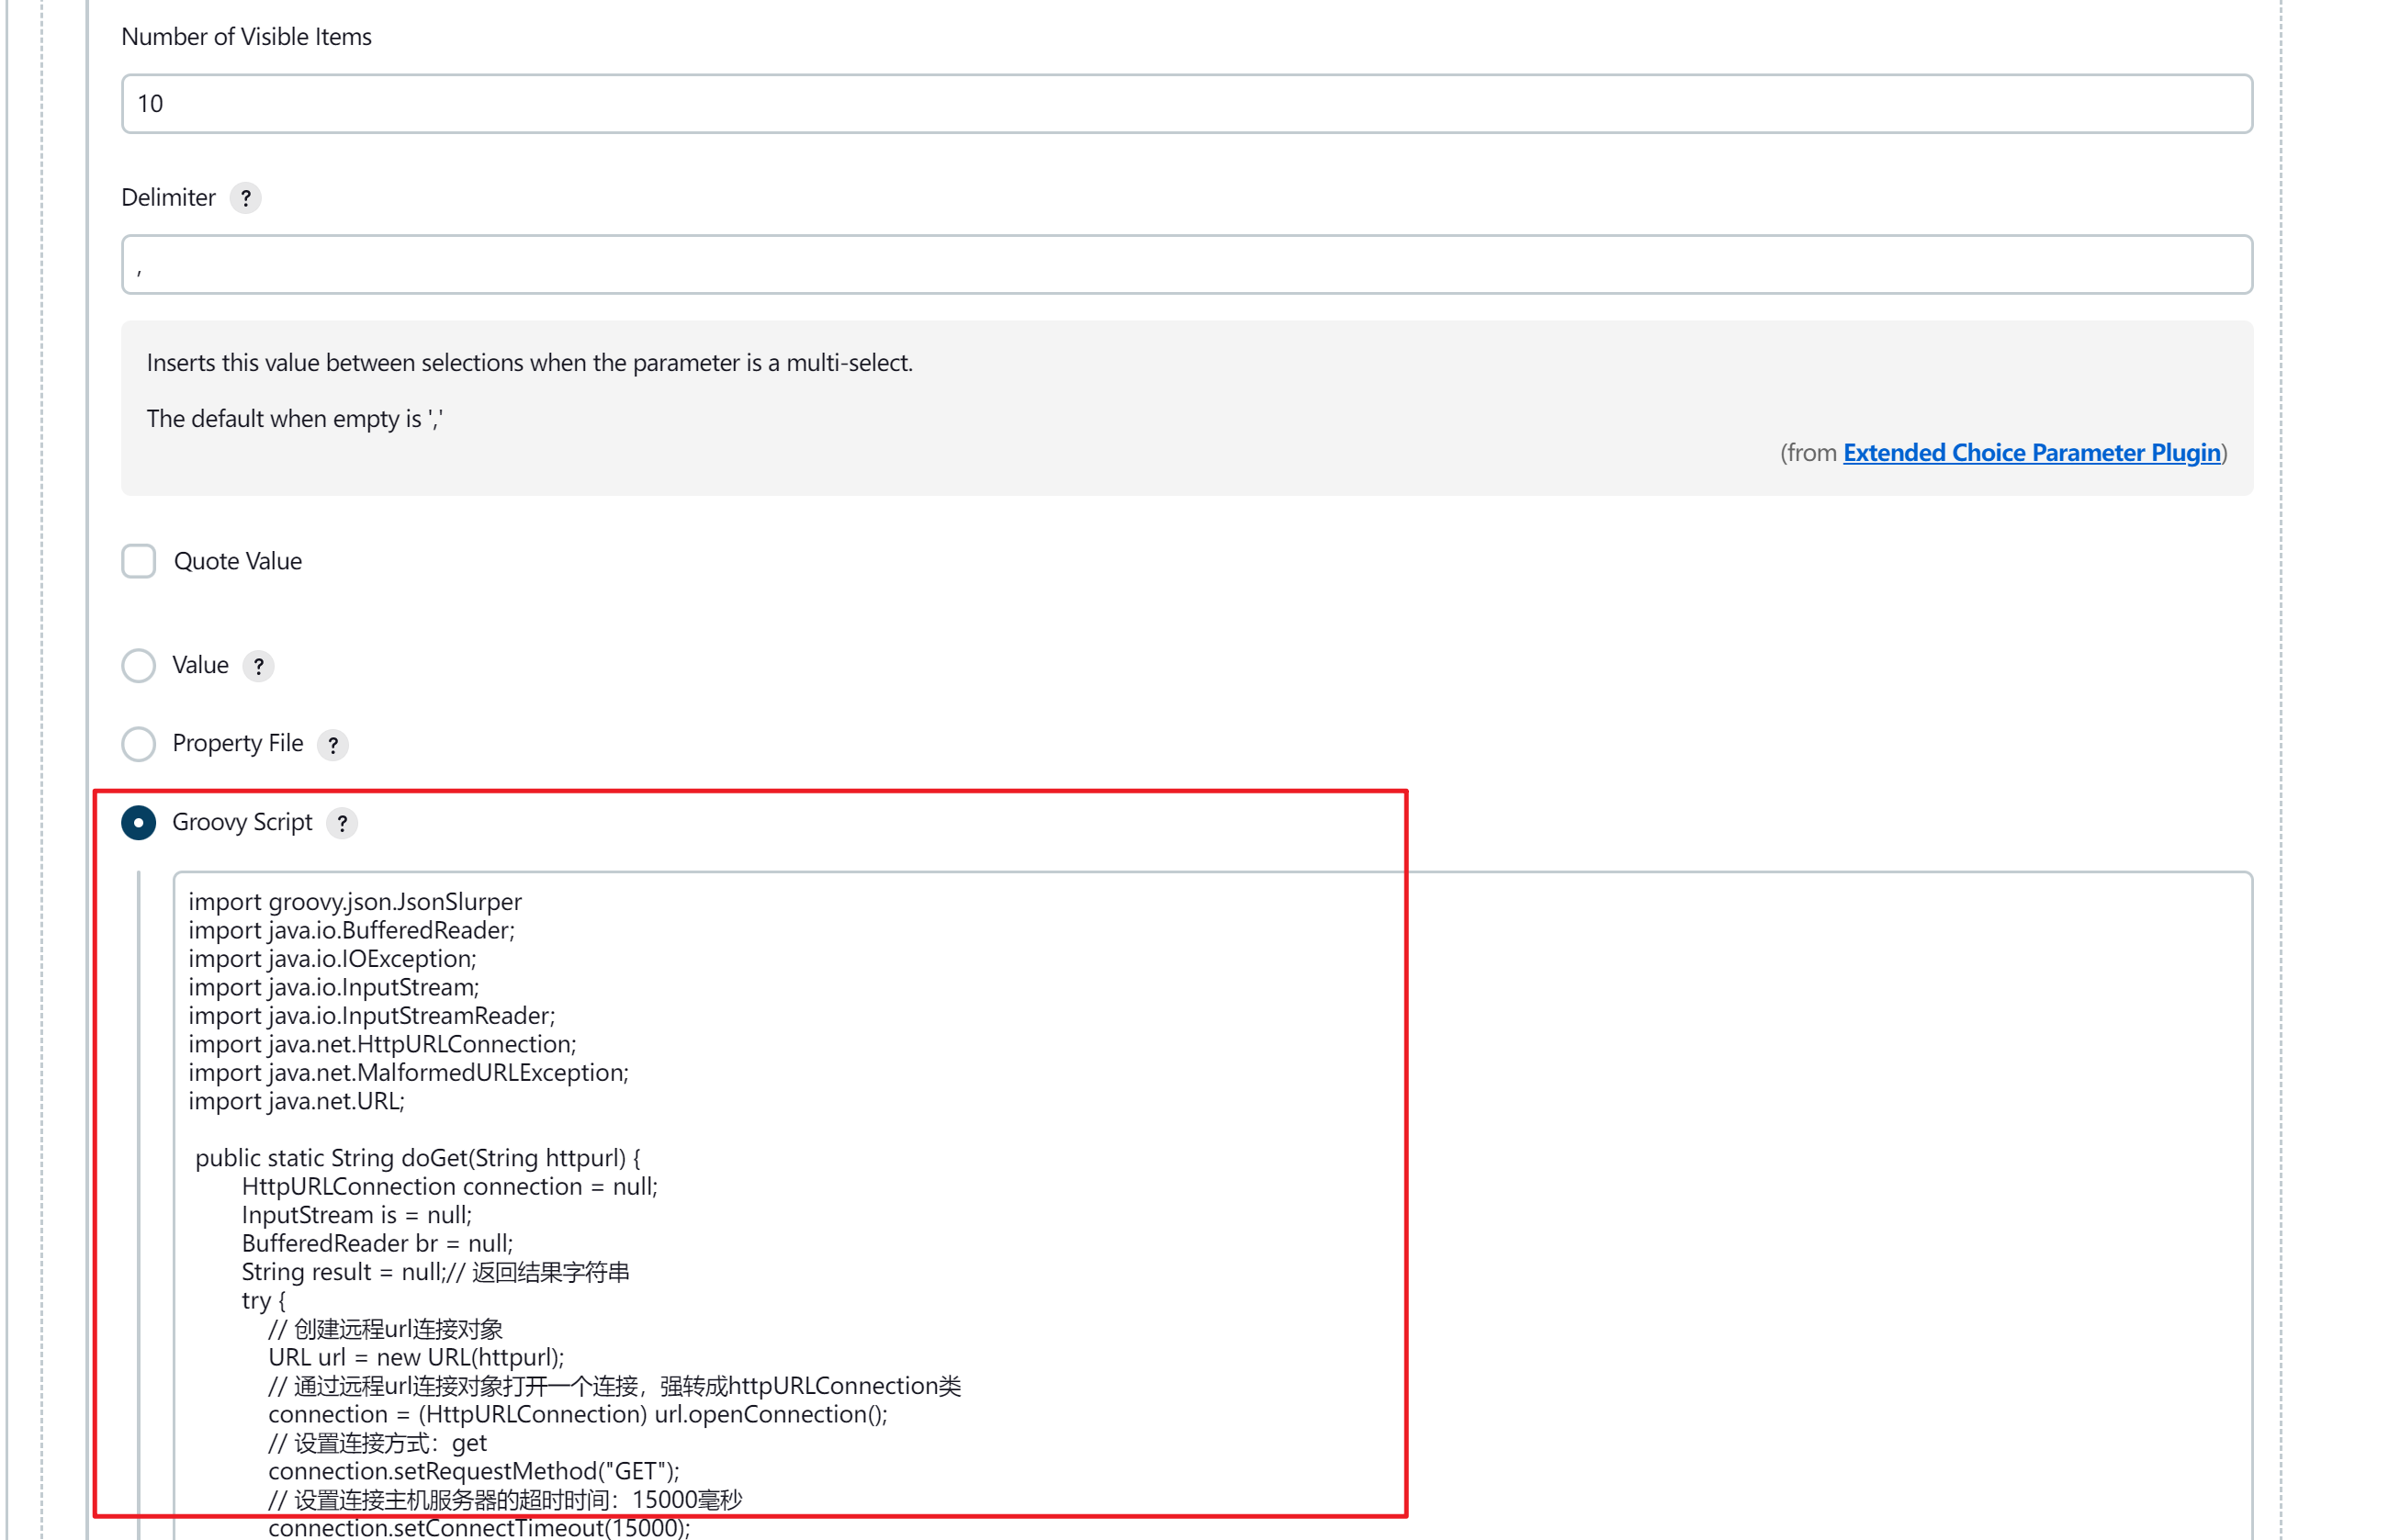 Number of Visible Items
10
Delimiter ?
,
Inserts this value between selections when the parameter is a multi-select.
The default when empty is ','
(from Extended Choice Parameter Plugin)
Quote Value
Value ?
Property File ?
Groovy Script ?
import groovy.json.JsonSlurper
import java.io.BufferedReader;
import java.io.IOException;
import java.io.InputStream;
import java.io.InputStreamReader;
import java.net.HttpURLConnection;
import java.net.MalformedURLException;
import java.net.URL;
public static String doGet(String httpurl) {
HttpURLConnection connection = null;
InputStream is = null;
BufferedReader br = null;
String result = null;// 返回结果字符串
try {
// 创建远程url连接对象
URL url = new URL(httpurl);
// 通过远程url连接对象打开一个连接，强转成httpURLConnection类
connection = (HttpURLConnection) url.openConnection();
// 设置连接方式：get
connection.setRequestMethod("GET");
// 设置连接主机服务器的超时时间：15000毫秒
connection.setConnectTimeout(15000);